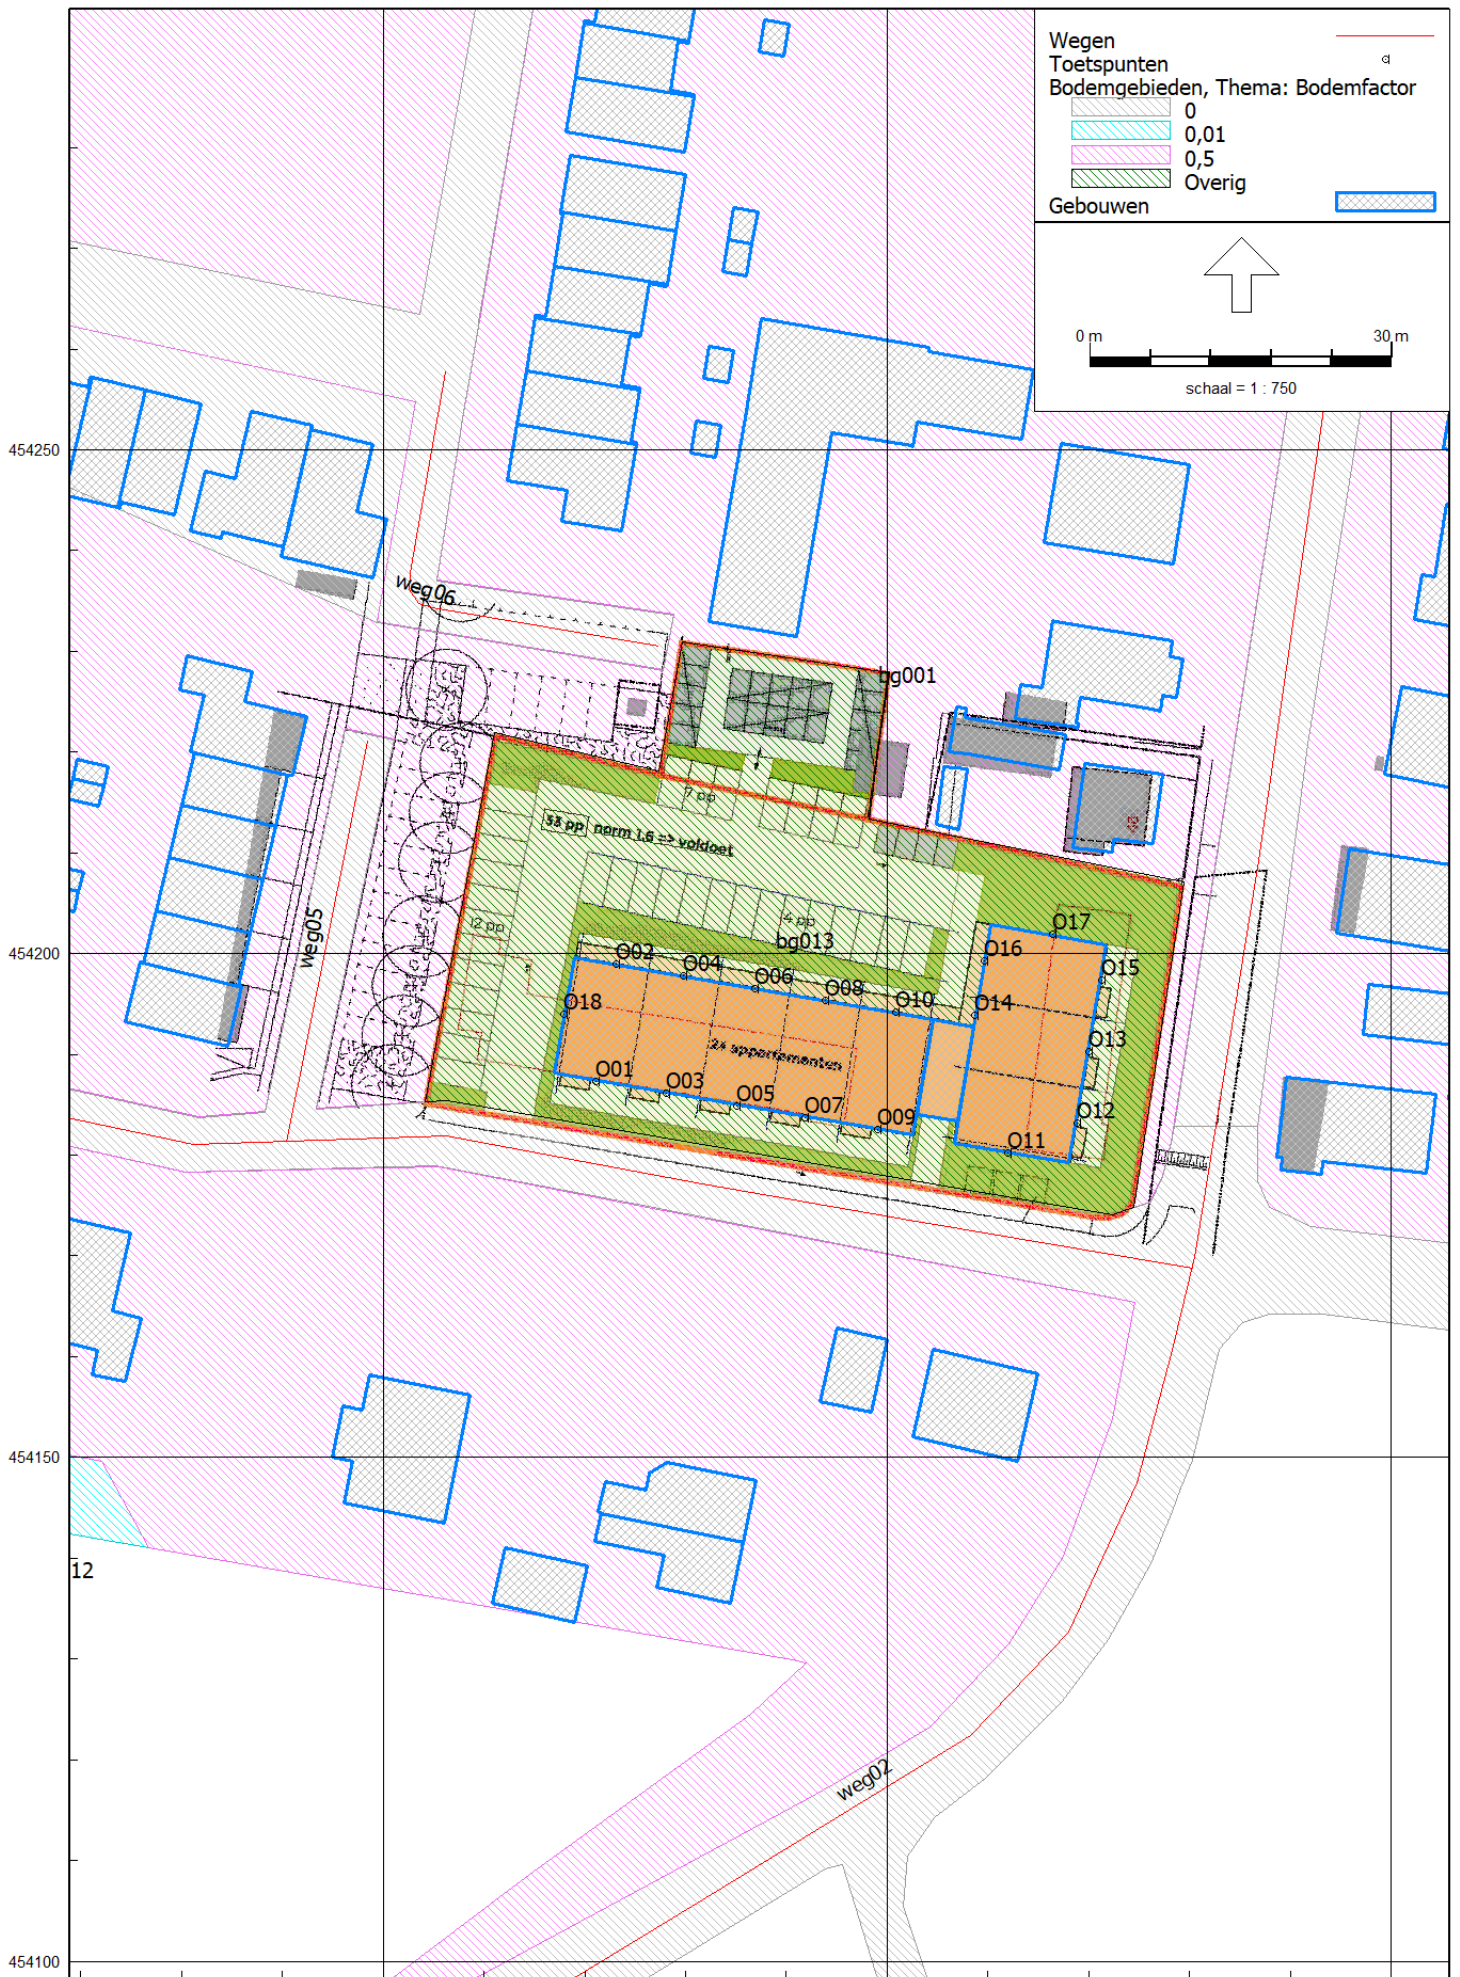 Wegen
Toetspunten
Bodemgebieden, Thema: Bodemfactor
0
0,01
0,5
Overig
Gebouwen
0 m 30 m
schaal = 1 : 750
454250
weg06
bg001
7 pp
33 pp norm 1,6 => voldoet
4 pp
12 pp
bg013
O17
454200
weg05
O02
O04
O06
O08
O10
O16
O15
O18
O14
24 appartementen
O13
O01
O03
O05
O07
O09
O12
O11
454150
12
weg02
454100